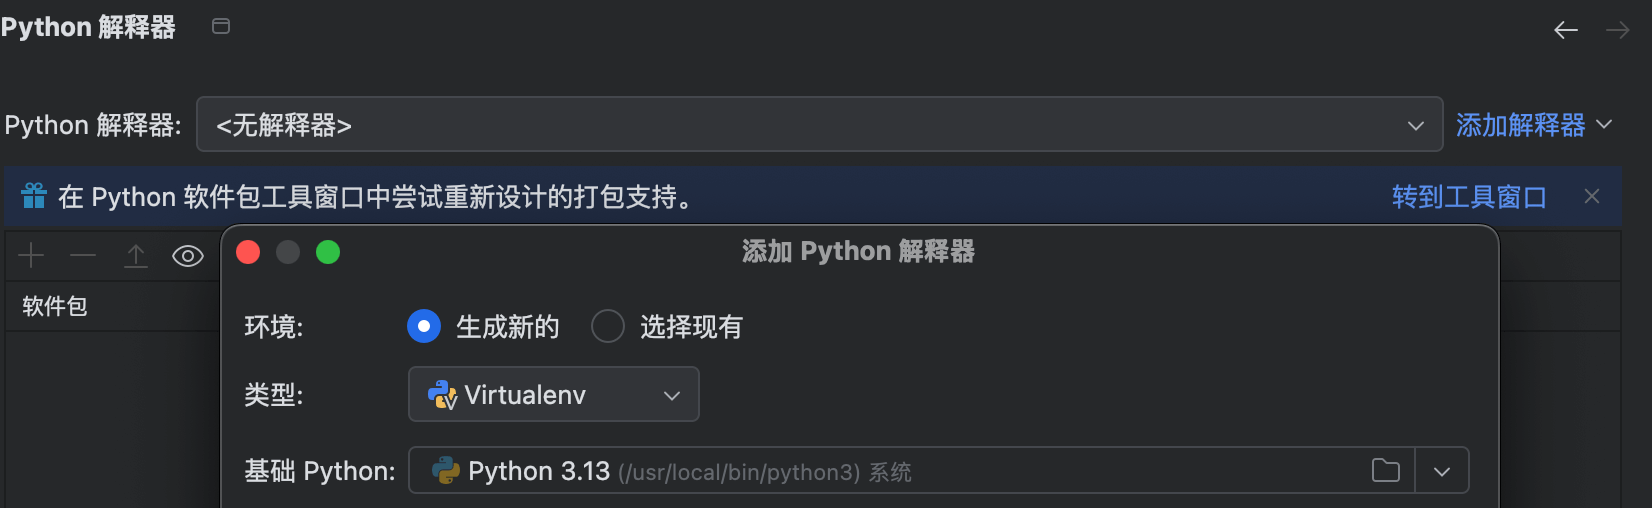 Python 解释器
Python 解释器: <无解释器> 添加解释器
在 Python 软件包工具窗口中尝试重新设计的打包支持。 转到工具窗口
添加 Python 解释器
软件包
环境: 生成新的 选择现有
类型: Virtualenv
基础 Python: Python 3.13 (/usr/local/bin/python3) 系统